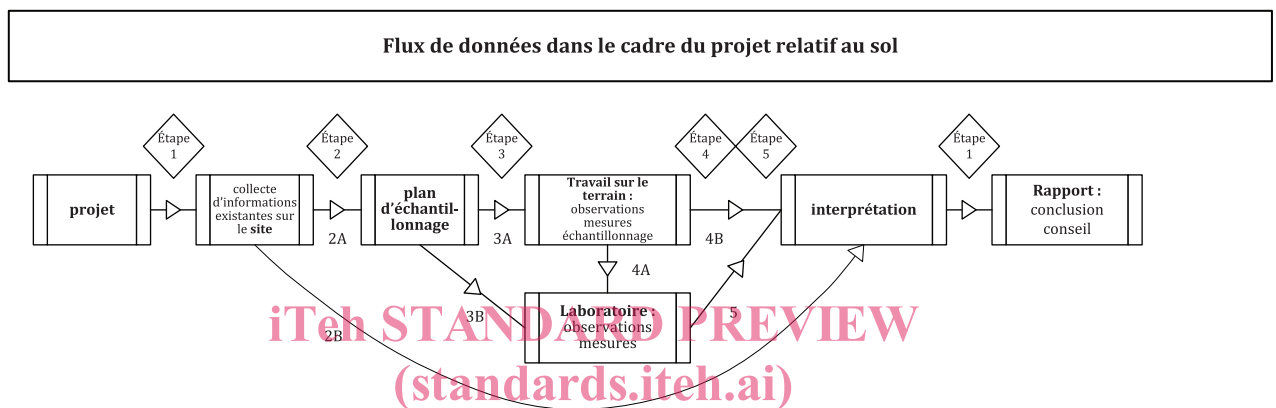 Flux de données dans le cadre du projet relatif au sol
Étape
1
Étape
2
Étape
3
Étape
4
Étape
5
Étape
1
projet
collecte
d'informations
existantes sur
le site
plan
d'échantil-
lonnage
Travail sur le
terrain :
observations
mesures
échantillonnage
interprétation
Rapport :
conclusion
conseil
2A
3A
4B
4A
3B
5
2B
Laboratoire :
observations
mesures
iTeh STANDARD PREVIEW
(standards.iteh.ai)